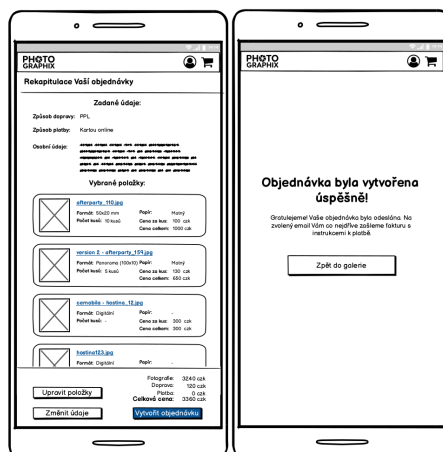 PHOTO
GRAPHIX
Rekapitulace Vaší objednávky
Zadané údaje:
Způsob dopravy: PPL
Způsob platby: Kartou online
Osobní údaje:
Vybrané položky:
afterparty_110.jpg
Formát: 50x20 mm Papír: Matný
Počet kusů: 10 kusů Cena za kus: 100 czk
Cena celkem: 1000 czk
version 2 - afterparty_159.jpg
Formát: Panorama (100x10) Papír: Matný
Počet kusů: 5 kusů Cena za kus: 130 czk
Cena celkem: 650 czk
cernobila - hostina_12.jpg
Formát: Digitální Papír: -
Počet kusů: - Cena za kus: 300 czk
Cena celkem: 300 czk
hostina123.jpg
Formát: Digitální Papír: -
Fotografie: 3240 czk
Doprava: 120 czk
Platba: 0 czk
Celková cena: 3360 czk
Upravit položky
Změnit údaje
Vytvořit objednávku
PHOTO
GRAPHIX
Objednávka byla vytvořena
úspěšně!
Gratulejeme! Vaše objednávka byla odeslána. Na
zvolený email Vám co nejdříve zašleme fakturu s
instrukcemi k platbě.
Zpět do galerie